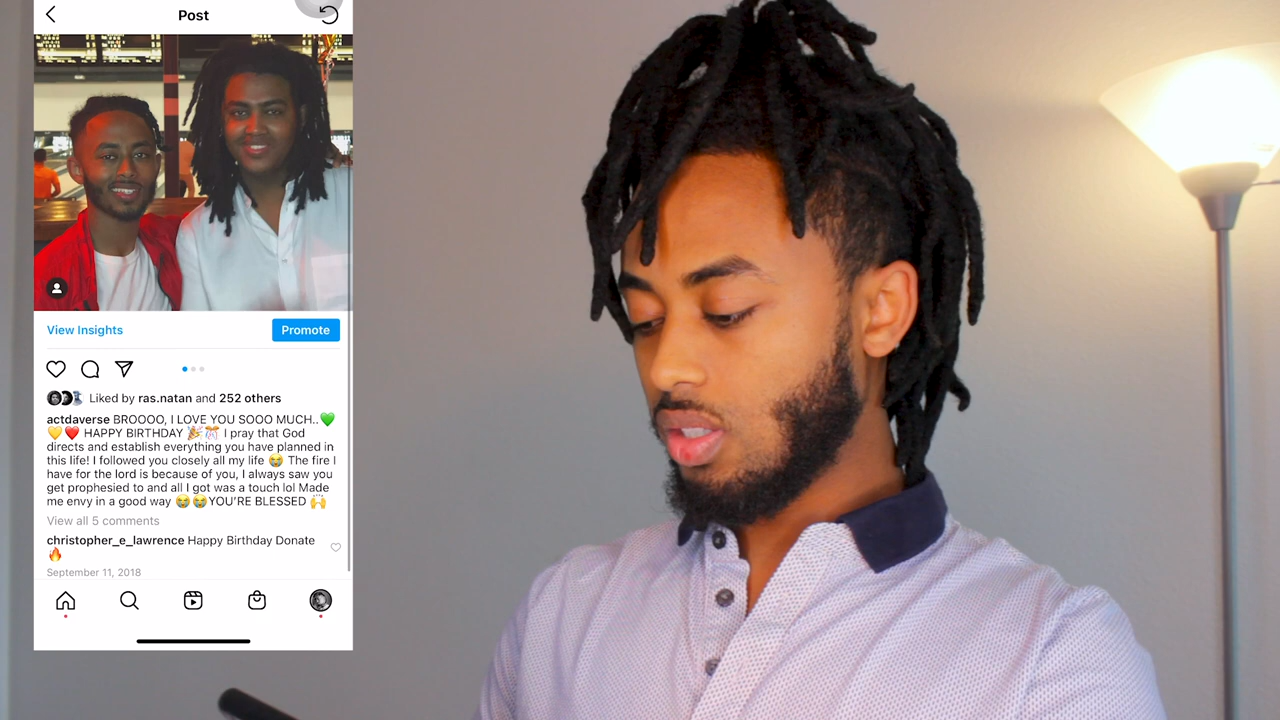 Post
View Insights
Promote
Liked by ras.natan and 252 others
actdaverse BROOOO, I LOVE YOU SOOO MUCH..💚
💛❤️ HAPPY BIRTHDAY 🎉🎊 I pray that God
directs and establish everything you have planned in
this life! I followed you closely all my life 😭 The fire I
have for the lord is because of you, I always saw you
get prophesied to and all I got was a touch lol Made
me envy in a good way 😭😭YOU'RE BLESSED 🙌
View all 5 comments
christopher_e_lawrence Happy Birthday Donate
🔥
September 11, 2018